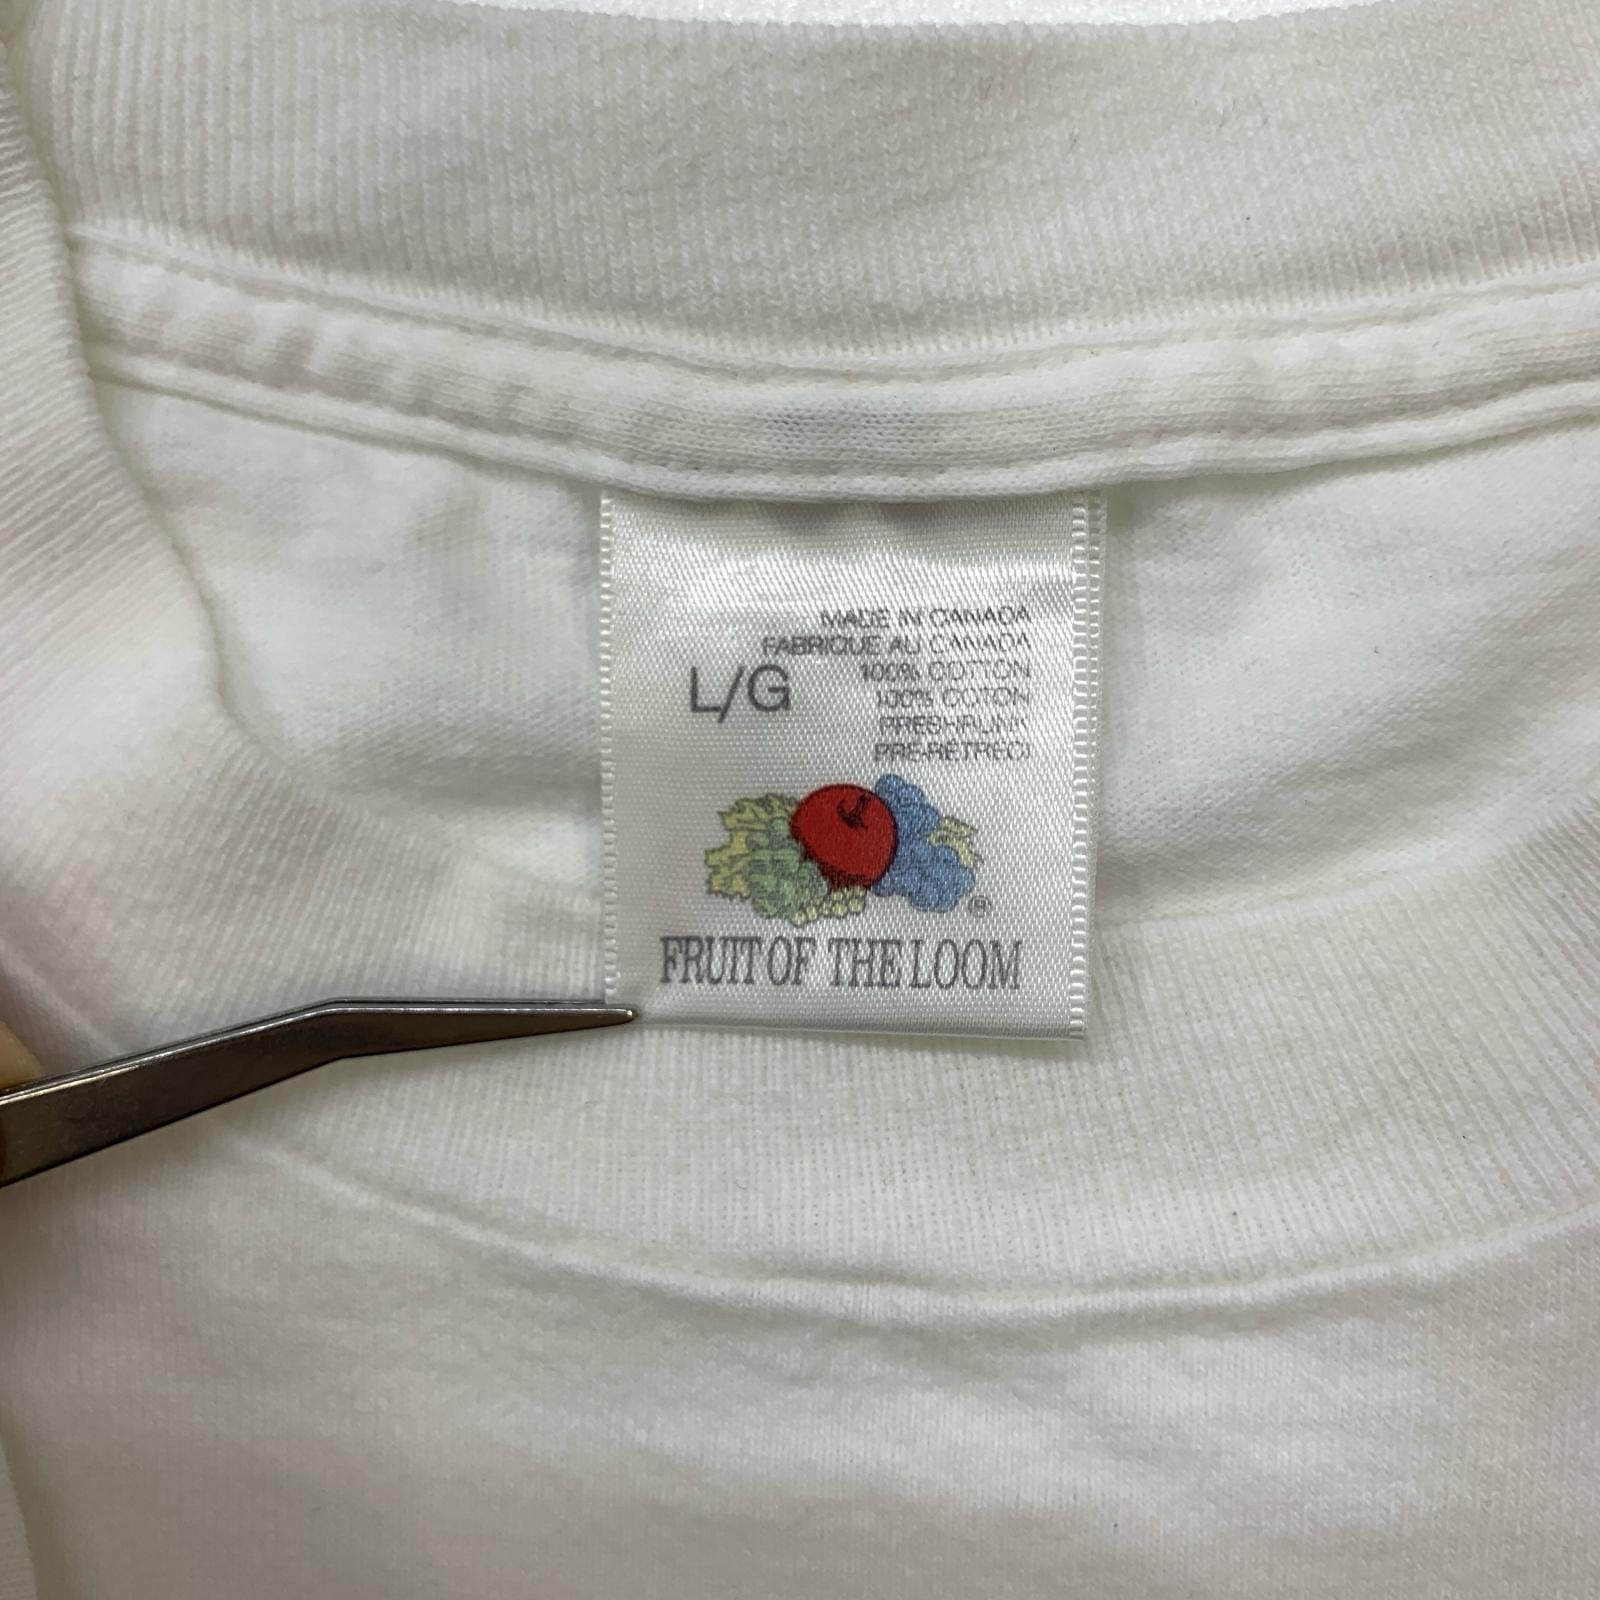 MADE IN CANADA
FABRIQUE AU CANADA
100% COTTON
100% COTON
PRESHRUNK
PRE-RETRECI
L/G
®
FRUIT OF THE LOOM